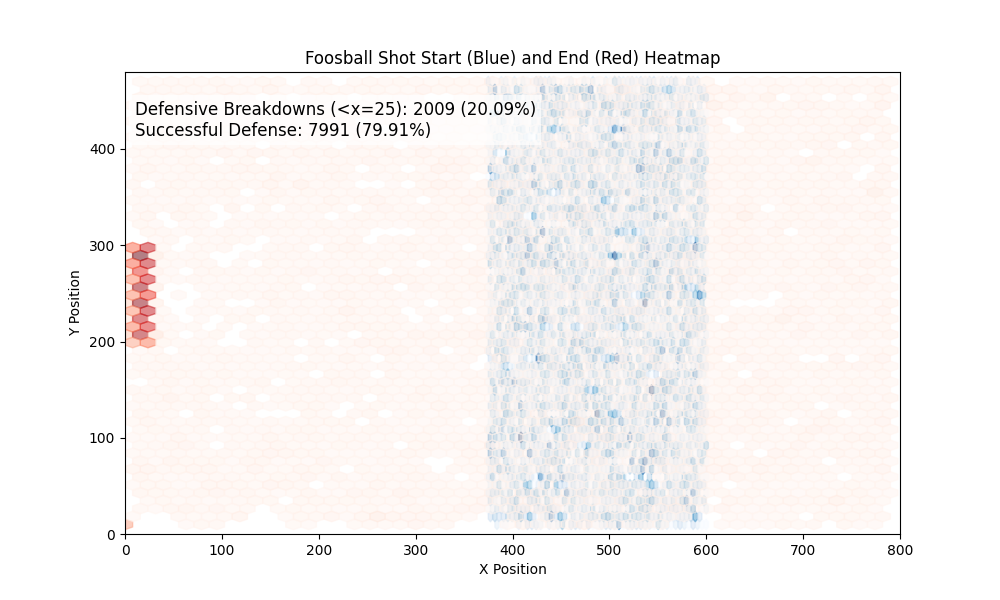 Foosball Shot Start (Blue) and End (Red) Heatmap
Defensive Breakdowns (<x=25): 2009 (20.09%)
Successful Defense: 7991 (79.91%)
Y Position
400
300
200
100
0
0 100 200 300 400 500 600 700 800
X Position